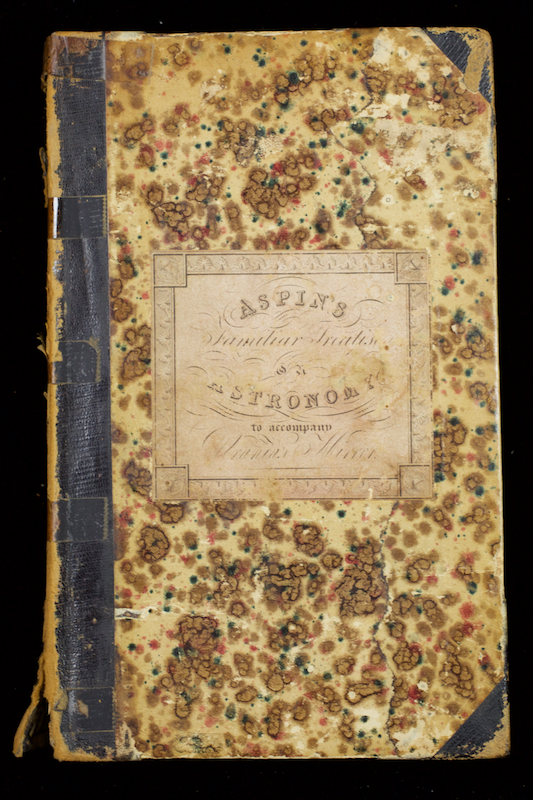 ASPIN'S
Familiar Treatise
ON
ASTRONOMY
to accompany
Urania's Mirror.